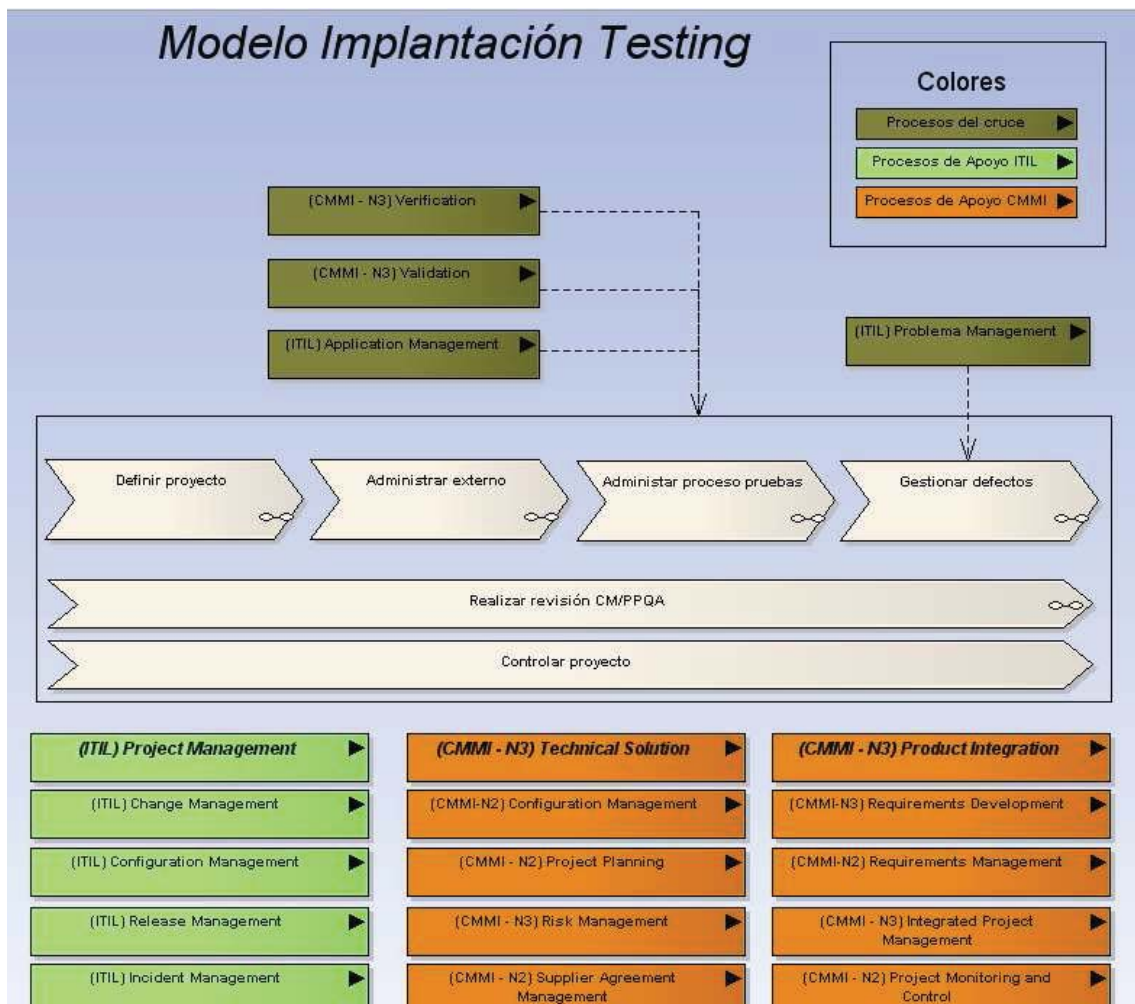 Modelo Implantación Testing
Colores
Procesos del cruce
Procesos de Apoyo ITIL
Procesos de Apoyo CMMI
(CMMI - N3) Verification
(CMMI - N3) Validation
(ITIL) Application Management
(ITIL) Problema Management
Definir proyecto
Administrar externo
Administar proceso pruebas
Gestionar defectos
Realizar revisión CM/PPQA
Controlar proyecto
(ITIL) Project Management
(CMMI - N3) Technical Solution
(CMMI - N3) Product Integration
(ITIL) Change Management
(CMMI-N2) Configuration Management
(CMMI-N3) Requirements Development
(ITIL) Configuration Management
(CMMI - N2) Project Planning
(CMMI-N2) Requirements Management
(ITIL) Release Management
(CMMI - N3) Risk Management
(CMMI - N3) Integrated Project
Management
(ITIL) Incident Management
(CMMI - N2) Supplier Agreement
Management
(CMMI - N2) Project Monitoring and
Control